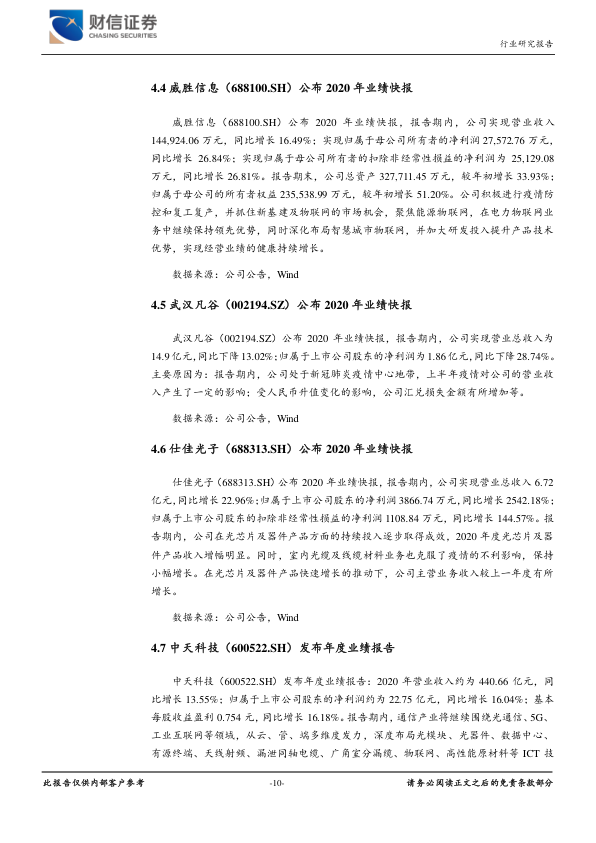 财信证券
CHASING SECURITIES
行业研究报告
4.4 威胜信息（688100.SH）公布 2020 年业绩快报
威胜信息（688100.SH）公布 2020 年业绩快报，报告期内，公司实现营业收入
144,924.06 万元，同比增长 16.49%；实现归属于母公司所有者的净利润 27,572.76 万元，
同比增长 26.84%；实现归属于母公司所有者的扣除非经常性损益的净利润为 25,129.08
万元，同比增长 26.81%。报告期末，公司总资产 327,711.45 万元，较年初增长 33.93%；
归属于母公司的所有者权益 235,538.99 万元，较年初增长 51.20%。公司积极进行疫情防
控和复工复产，并抓住新基建及物联网的市场机会，聚焦能源物联网，在电力物联网业
务中继续保持领先优势，同时深化布局智慧城市物联网，并加大研发投入提升产品技术
优势，实现经营业绩的健康持续增长。
数据来源：公司公告，Wind
4.5 武汉凡谷（002194.SZ）公布 2020 年业绩快报
武汉凡谷（002194.SZ）公布 2020 年业绩快报，报告期内，公司实现营业总收入为
14.9 亿元，同比下降 13.02%；归属于上市公司股东的净利润为 1.86 亿元，同比下降 28.74%。
主要原因为：报告期内，公司处于新冠肺炎疫情中心地带，上半年疫情对公司的营业收
入产生了一定的影响；受人民币升值变化的影响，公司汇兑损失金额有所增加等。
数据来源：公司公告，Wind
4.6 仕佳光子（688313.SH）公布 2020 年业绩快报
仕佳光子（688313.SH）公布 2020 年业绩快报，报告期内，公司实现营业总收入 6.72
亿元，同比增长 22.96%；归属于上市公司股东的净利润 3866.74 万元，同比增长 2542.18%；
归属于上市公司股东的扣除非经常性损益的净利润 1108.84 万元，同比增长 144.57%。报
告期内，公司在光芯片及器件产品方面的持续投入逐步取得成效，2020 年度光芯片及器
件产品收入增幅明显。同时，室内光缆及线缆材料业务也克服了疫情的不利影响，保持
小幅增长。在光芯片及器件产品快速增长的推动下，公司主营业务收入较上一年度有所
增长。
数据来源：公司公告，Wind
4.7 中天科技（600522.SH）发布年度业绩报告
中天科技（600522.SH）发布年度业绩报告：2020 年营业收入约为 440.66 亿元，同
比增长 13.55%；归属于上市公司股东的净利润约为 22.75 亿元，同比增长 16.04%；基本
每股收益盈利 0.754 元，同比增长 16.18%。报告期内，通信产业将继续围绕光通信、5G、
工业互联网等领域，从云、管、端多维度发力，深度布局光模块、光器件、数据中心、
有源终端、天线射频、漏泄同轴电缆、广角室分漏缆、物联网、高性能原材料等 ICT 技
此报告仅供内部客户参考
-10-
请务必阅读正文之后的免责条款部分